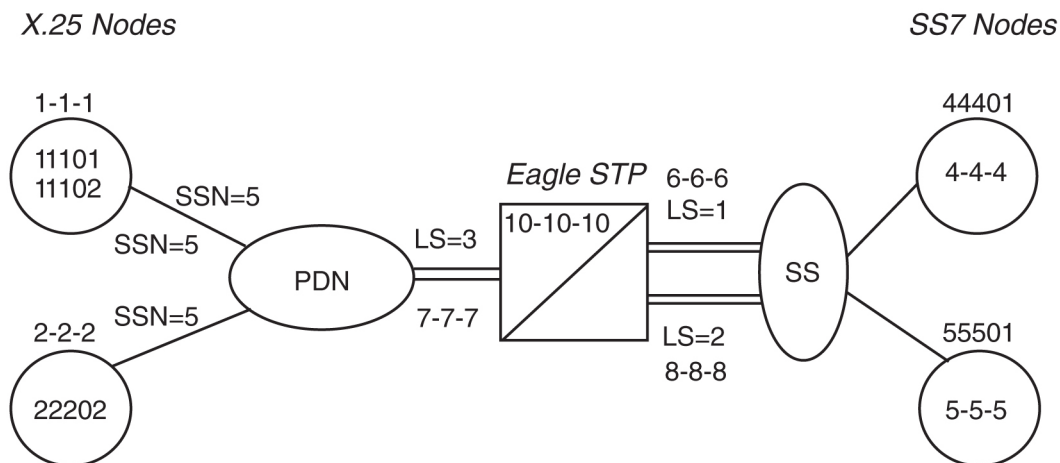 X.25 Nodes
SS7 Nodes
1-1-1
11101
11102
SSN=5
SSN=5
SSN=5
2-2-2
22202
PDN
LS=3
7-7-7
Eagle STP
10-10-10
6-6-6
LS=1
LS=2
8-8-8
SS
44401
4-4-4
55501
5-5-5